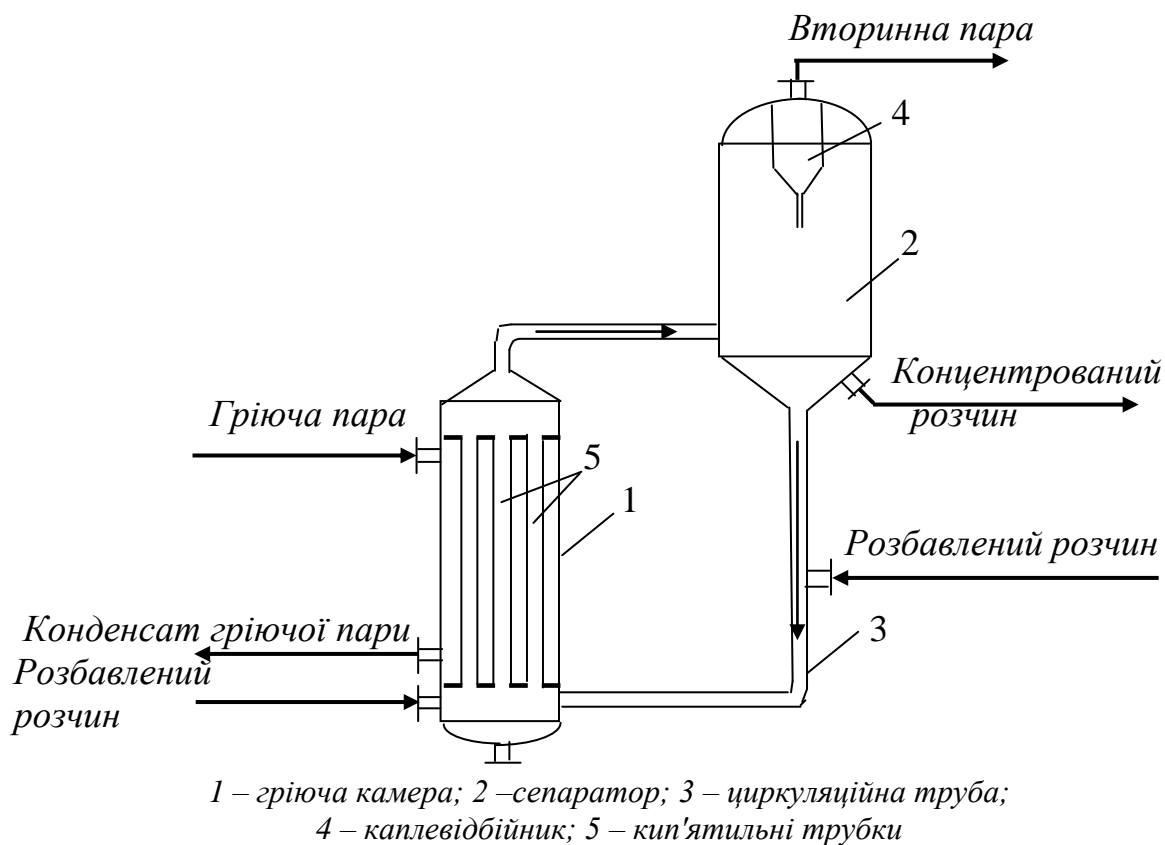 Вторинна пара
4
2
Концентрований
розчин
Гріюча пара
5
1
Розбавлений розчин
Конденсат гріючої пари
3
Розбавлений
розчин
1 – гріюча камера; 2 –сепаратор; 3 – циркуляційна труба;
4 – каплевідбійник; 5 – кип'ятильні трубки